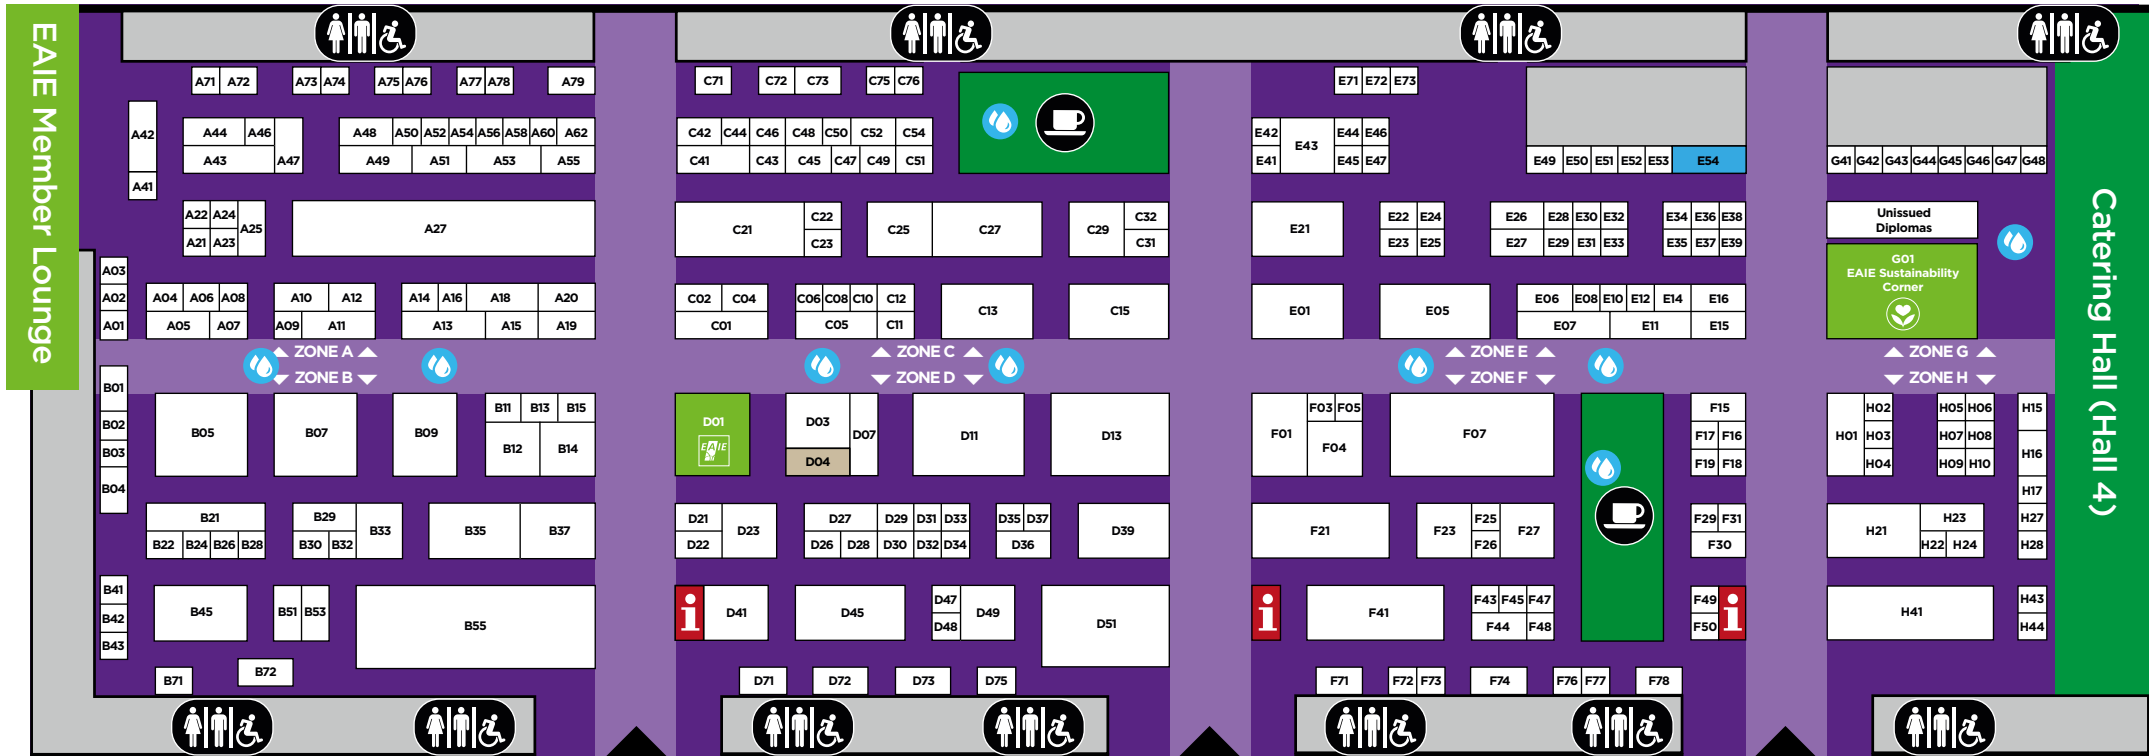 EAIE Member Lounge
A71 A72 A73 A74 A75 A76 A77 A78 A79
A42 A44 A46 A48 A50 A52 A54 A56 A58 A60 A62
A43 A47 A49 A51 A53 A55
A41
A22 A24 A25 A27
A21 A23
A03
A02 A04 A06 A08 A10 A12 A14 A16 A18 A20
A01 A05 A07 A09 A11 A13 A15 A19
ZONE A
ZONE B
B01 B05 B07 B09 B11 B13 B15
B02 B12 B14
B03
B04
B21 B29 B33 B35 B37
B22 B24 B26 B28 B30 B32
B41 B45 B51 B53 B55
B42
B43
B71 B72
C71 C72 C73 C75 C76
C42 C44 C46 C48 C50 C52 C54
C41 C43 C45 C47 C49 C51
C21 C22 C25 C27 C29 C32
C23 C31
C02 C04 C06 C08 C10 C12 C13 C15
C01 C05 C11
ZONE C
ZONE D
D01 D03 D07 D11 D13
EAIE D04
D21 D23 D27 D29 D31 D33 D35 D37 D39
D22 D26 D28 D30 D32 D34 D36
i D41 D45 D47 D49 D51
D48
D71 D72 D73 D75
E71 E72 E73
E42 E43 E44 E46
E41 E45 E47 E49 E50 E51 E52 E53 E54
E21 E22 E24 E26 E28 E30 E32 E34 E36 E38
E23 E25 E27 E29 E31 E33 E35 E37 E39
E01 E05 E06 E08 E10 E12 E14 E16
E07 E11 E15
ZONE E
ZONE F
F01 F03 F05 F07 F15
F04 F17 F16
F19 F18
F21 F23 F25 F27 F29 F31
F26 F30
i F41 F43 F45 F47 F49 i
F44 F48 F50
F71 F72 F73 F74 F76 F77 F78
G41 G42 G43 G44 G45 G46 G47 G48
Unissued
Diplomas
G01
EAIE Sustainability
Corner
ZONE G
ZONE H
H01 H02 H05 H06 H15
H03 H07 H08 H16
H04 H09 H10
H17
H21 H23 H27
H22 H24 H28
H41 H43
H44
Catering Hall (Hall 4)